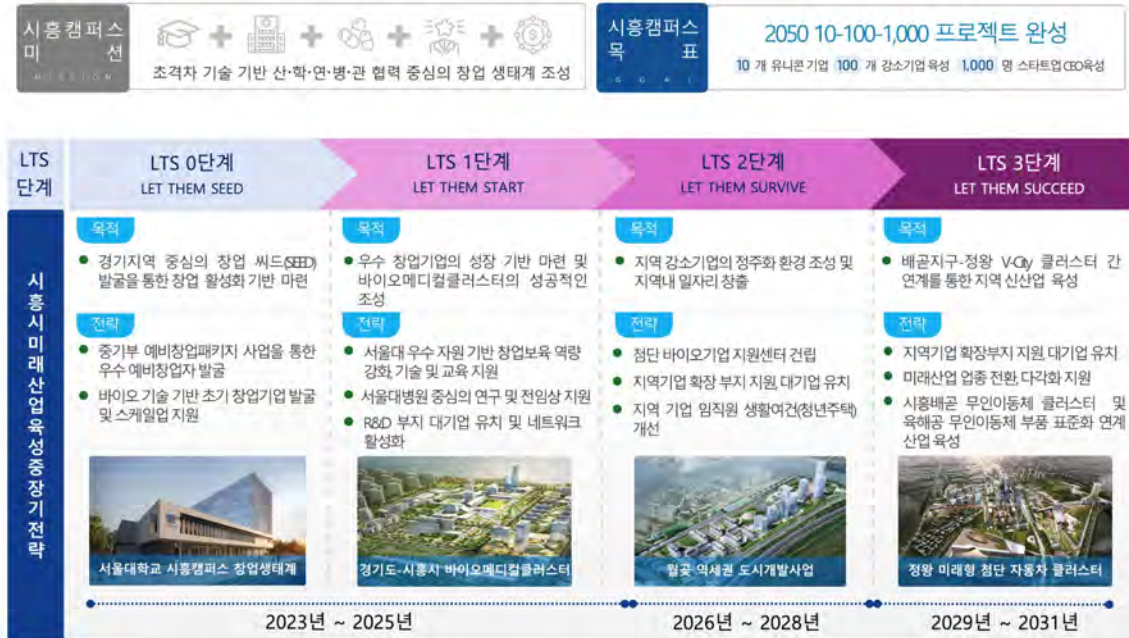 시흥캠퍼스
미 션
M I S S I O N
초격차 기술 기반 산·학·연·병·관 협력 중심의 창업 생태계 조성
시흥캠퍼스
목 표
G O A L
2050 10-100-1,000 프로젝트 완성
10 개 유니콘 기업 100 개 강소기업 육성 1,000 명 스타트업 CEO육성
LTS
단계
LTS 0단계
LET THEM SEED
LTS 1단계
LET THEM START
LTS 2단계
LET THEM SURVIVE
LTS 3단계
LET THEM SUCCEED
시흥시미래산업육성중장기전략
목적
● 경기지역 중심의 창업 씨드(SEED)
발굴을 통한 창업 활성화 기반 마련
전략
● 중기부 예비창업패키지 사업을 통한
우수 예비창업자 발굴
● 바이오 기술 기반 초기 창업기업 발굴
및 스케일업 지원
서울대학교 시흥캠퍼스 창업생태계
목적
● 우수 창업기업의 성장 기반 마련 및
바이오메디컬클러스터의 성공적인
조성
전략
● 서울대 우수 자원 기반 창업보육 역량
강화, 기술 및 교육 지원
● 서울대병원 중심의 연구 및 전임상 지원
● R&D 부지 대기업 유치 및 네트워크
활성화
경기도-시흥시 바이오메디컬클러스터
목적
● 지역 강소기업의 정주화 환경 조성 및
지역내 일자리 창출
전략
● 첨단 바이오기업 지원센터 건립
● 지역기업 확장 부지 지원, 대기업 유치
● 지역 기업 임직원 생활여건(청년주택)
개선
월곶 역세권 도시개발사업
목적
● 배곧지구-정왕 V-City 클러스터 간
연계를 통한 지역 신산업 육성
전략
● 지역기업 확장부지 지원, 대기업 유치
● 미래산업 업종 전환, 다각화 지원
● 시흥배곧 무인이동체 클러스터 및
육해공 무인이동체 부품 표준화 연계
산업 육성
정왕 미래형 첨단 자동차 클러스터
2023년 ~ 2025년
2026년 ~ 2028년
2029년 ~ 2031년